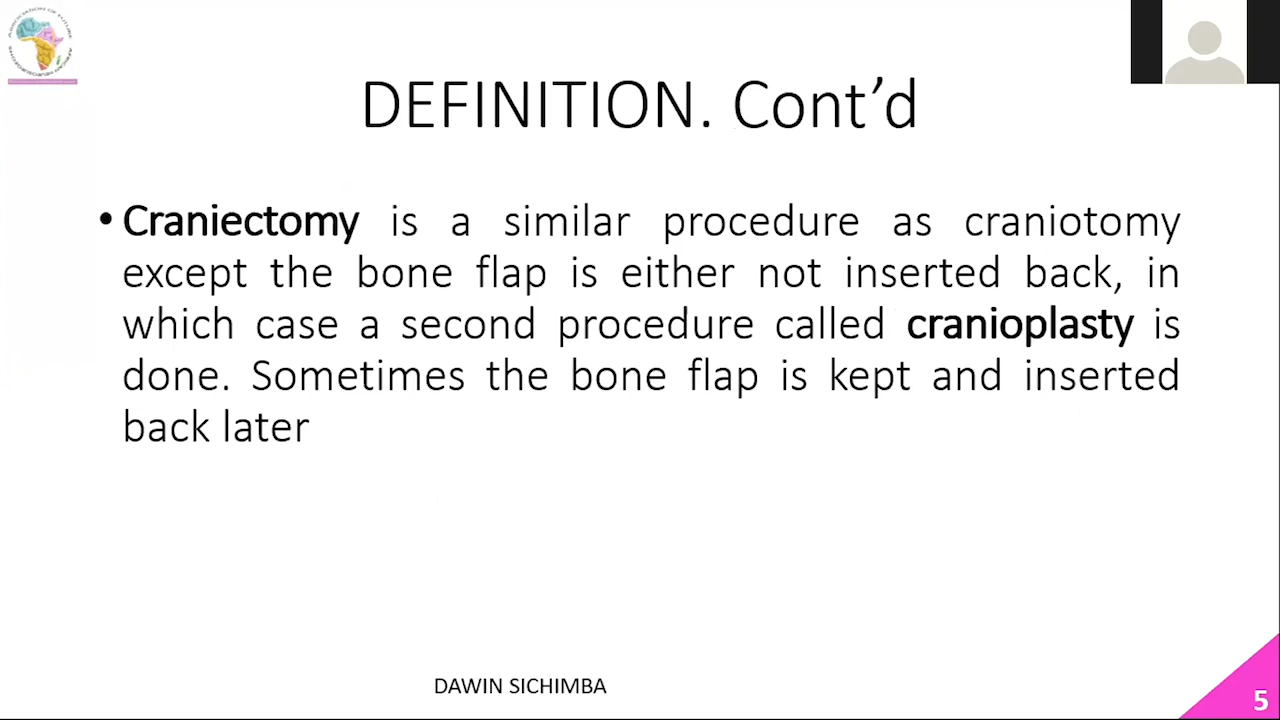 DEFINITION. Cont’d
• Craniectomy is a similar procedure as craniotomy
except the bone flap is either not inserted back, in
which case a second procedure called cranioplasty is
done. Sometimes the bone flap is kept and inserted
back later
DAWIN SICHIMBA
5